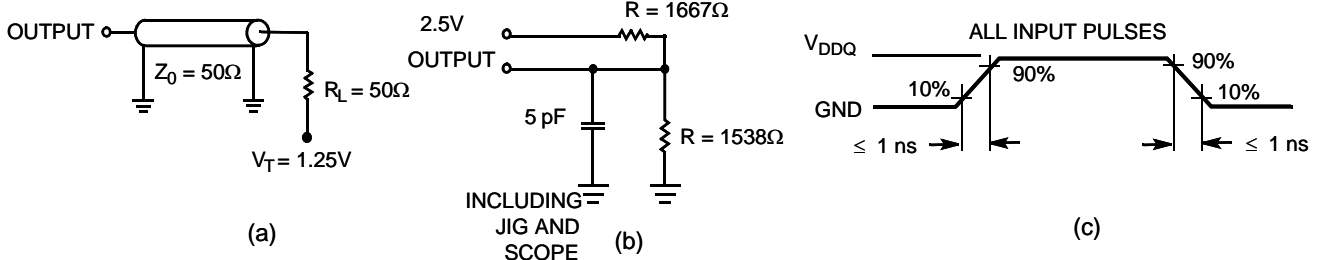 OUTPUT
Z0 = 50Ω
RL = 50Ω
VT = 1.25V
(a)
R = 1667Ω
2.5V
OUTPUT
5 pF
R = 1538Ω
INCLUDING
JIG AND
SCOPE
(b)
ALL INPUT PULSES
VDDQ
90%
90%
10%
10%
GND
≤ 1 ns
≤ 1 ns
(c)